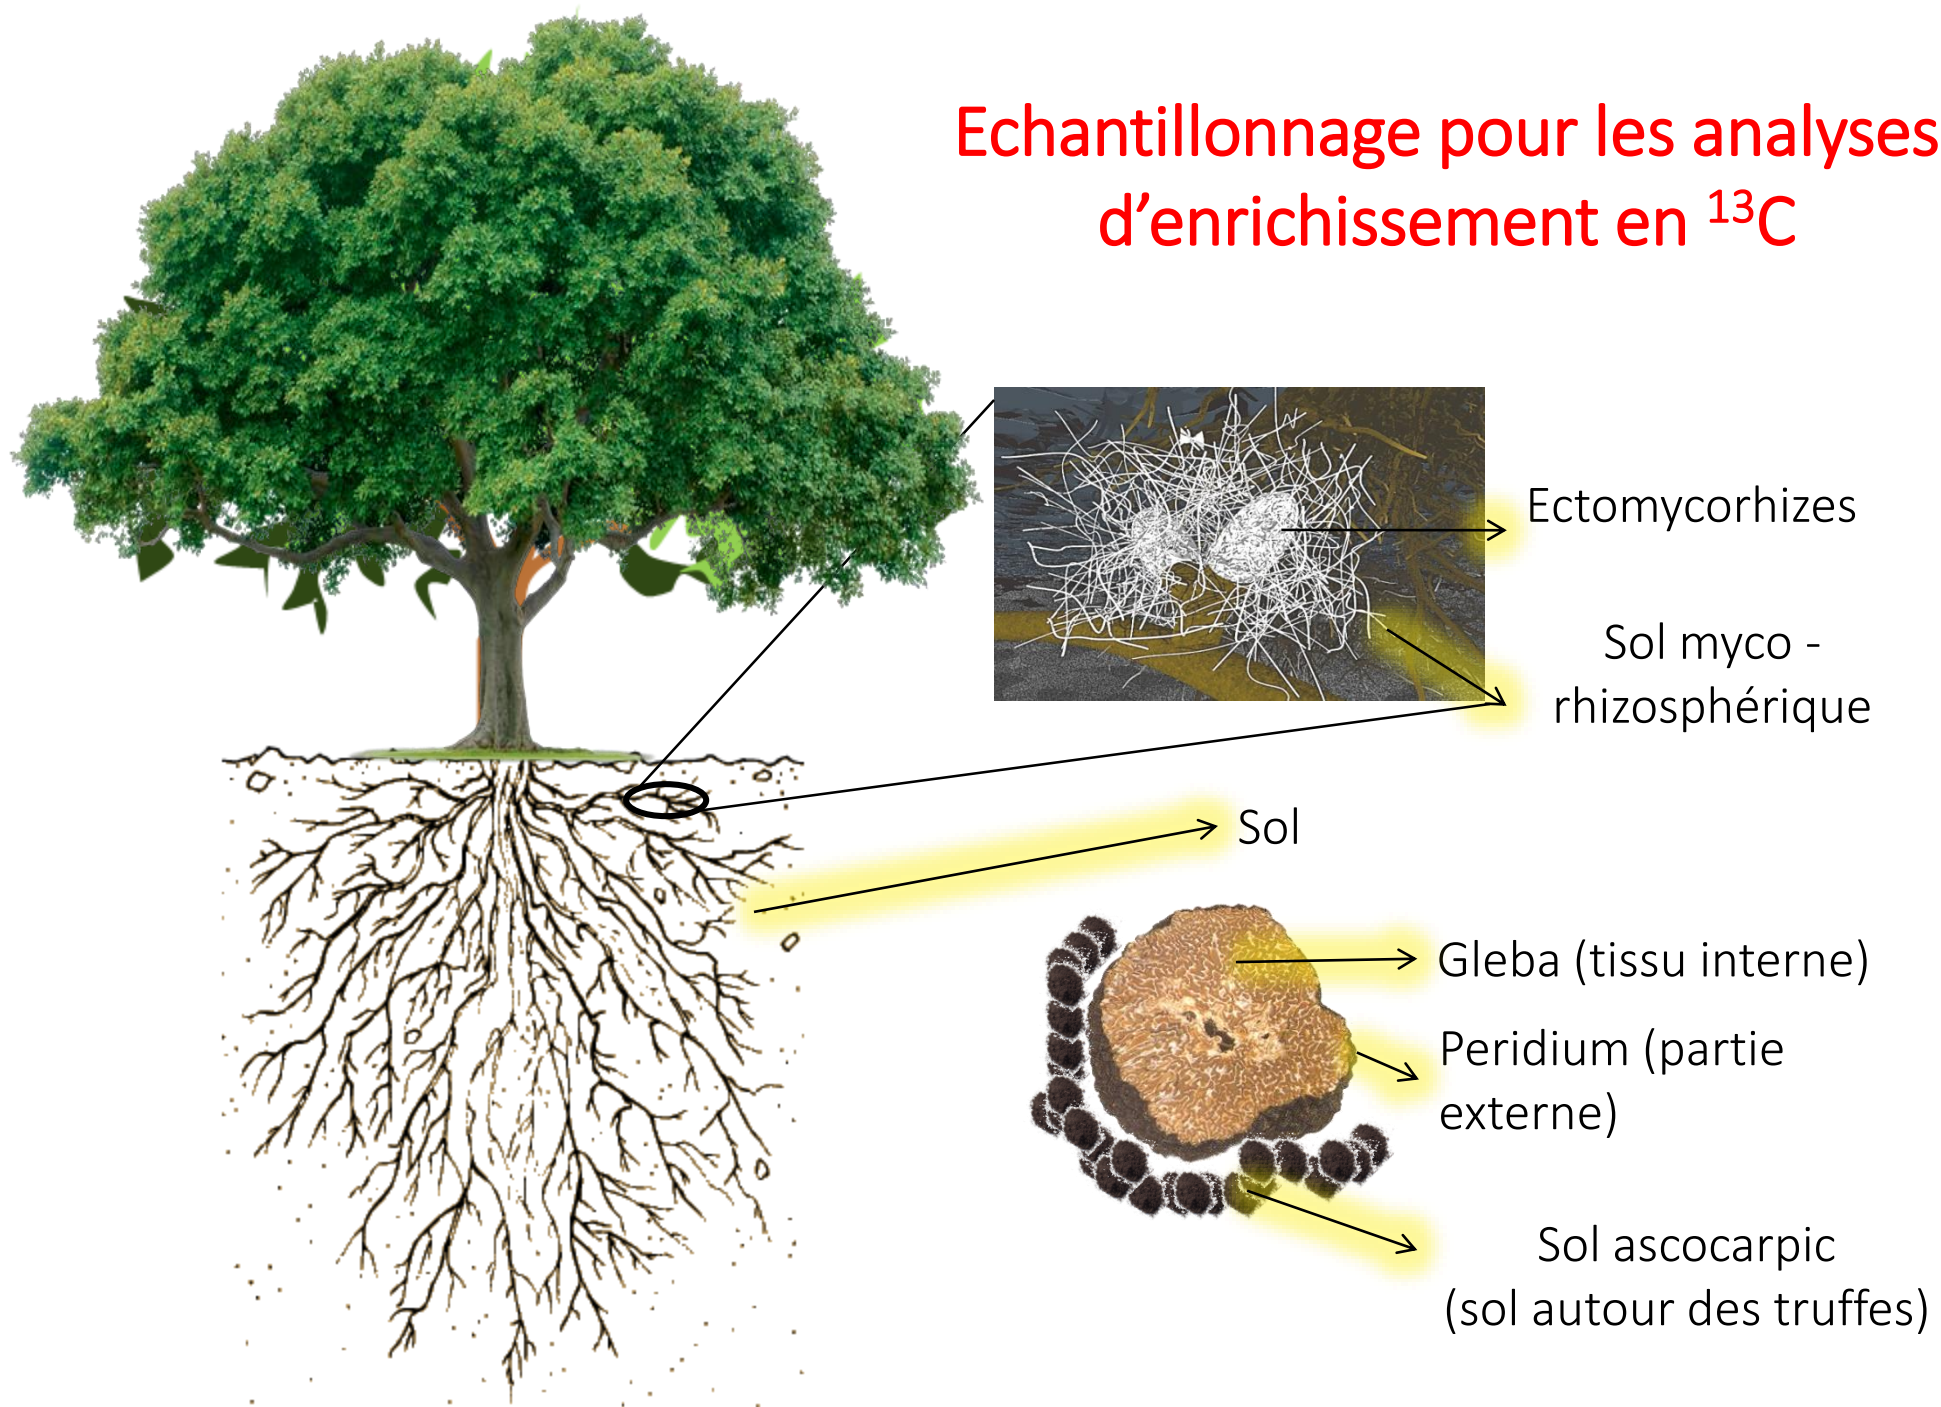 Echantillonnage pour les analyses
d’enrichissement en ¹³C
Ectomycorhizes
Sol myco -
rhizosphérique
Sol
Gleba (tissu interne)
Peridium (partie
externe)
Sol ascocarpic
(sol autour des truffes)